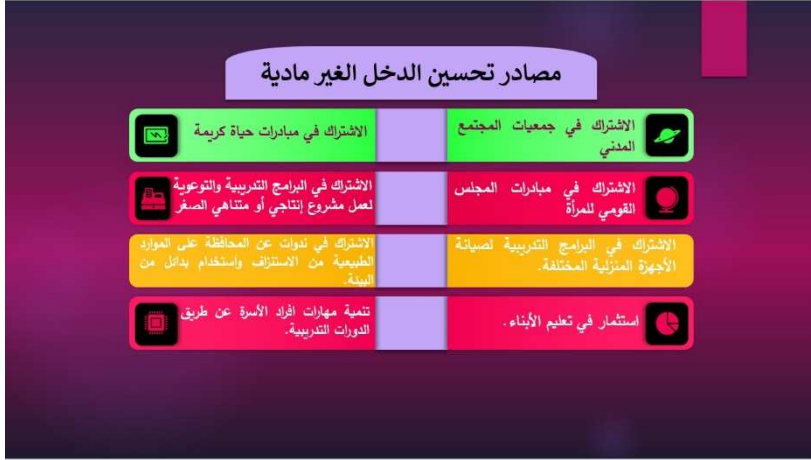 مصادر تحسين الدخل الغير مادية
الاشتراك في جمعيات المجتمع
المدني
الاشتراك في مبادرات حياة كريمة
الاشتراك في مبادرات المجلس
القومي للمرأة
الاشتراك في البرامج التدريبية والتوعوية
لعمل مشروع إنتاجي أو متناهي الصغر
الاشتراك في البرامج التدريبية لصيانة
الأجهزة المنزلية المختلفة.
الاشتراك في ندوات عن المحافظة على الموارد
الطبيعية من الاستنزاف واستخدام بدائل من
البيئة.
استثمار في تعليم الأبناء .
تنمية مهارات افراد الأسرة عن طريق
الدورات التدريبية.